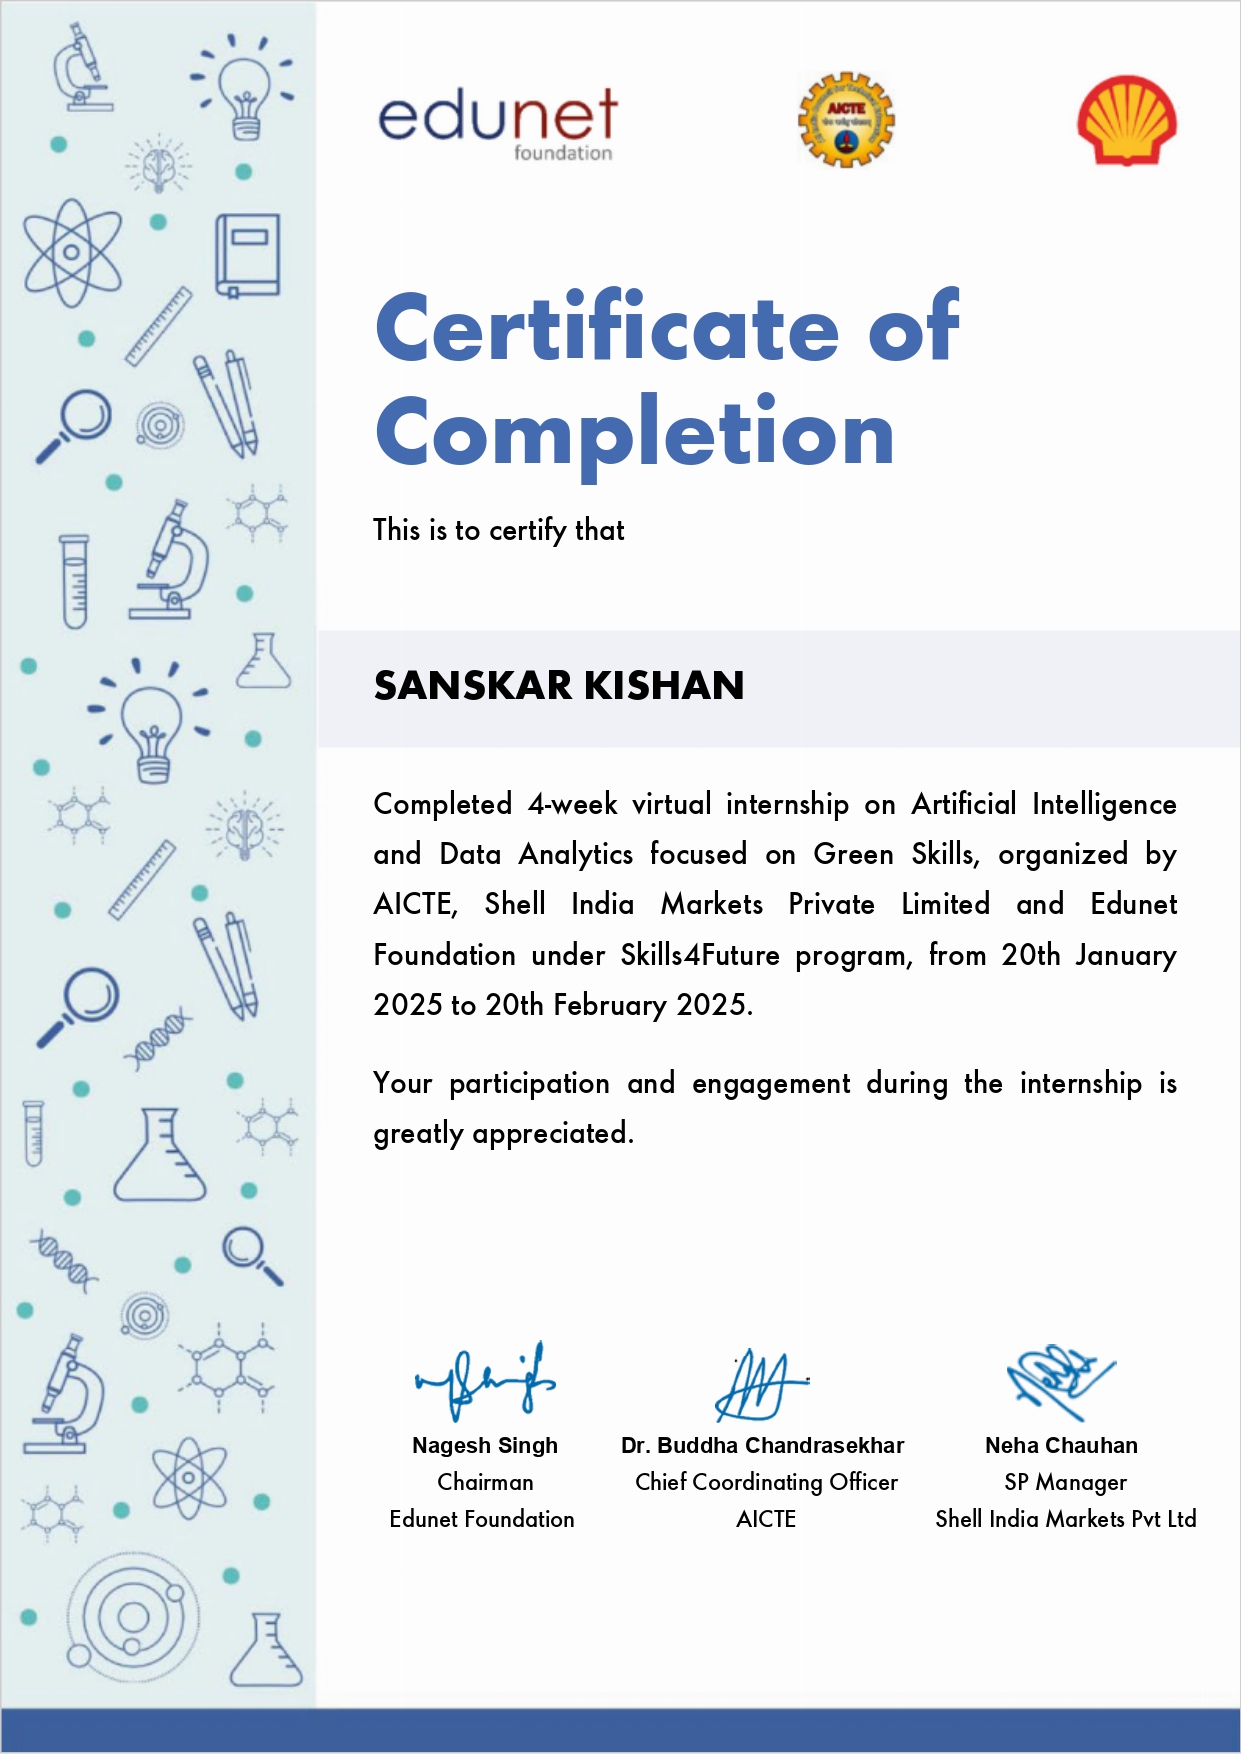 edunet
foundation
AICTE
Certificate of
Completion
This is to certify that
SANSKAR KISHAN
Completed 4-week virtual internship on Artificial Intelligence
and Data Analytics focused on Green Skills, organized by
AICTE, Shell India Markets Private Limited and Edunet
Foundation under Skills4Future program, from 20th January
2025 to 20th February 2025.
Your participation and engagement during the internship is
greatly appreciated.
Nagesh Singh
Chairman
Edunet Foundation
Dr. Buddha Chandrasekhar
Chief Coordinating Officer
AICTE
Neha Chauhan
SP Manager
Shell India Markets Pvt Ltd